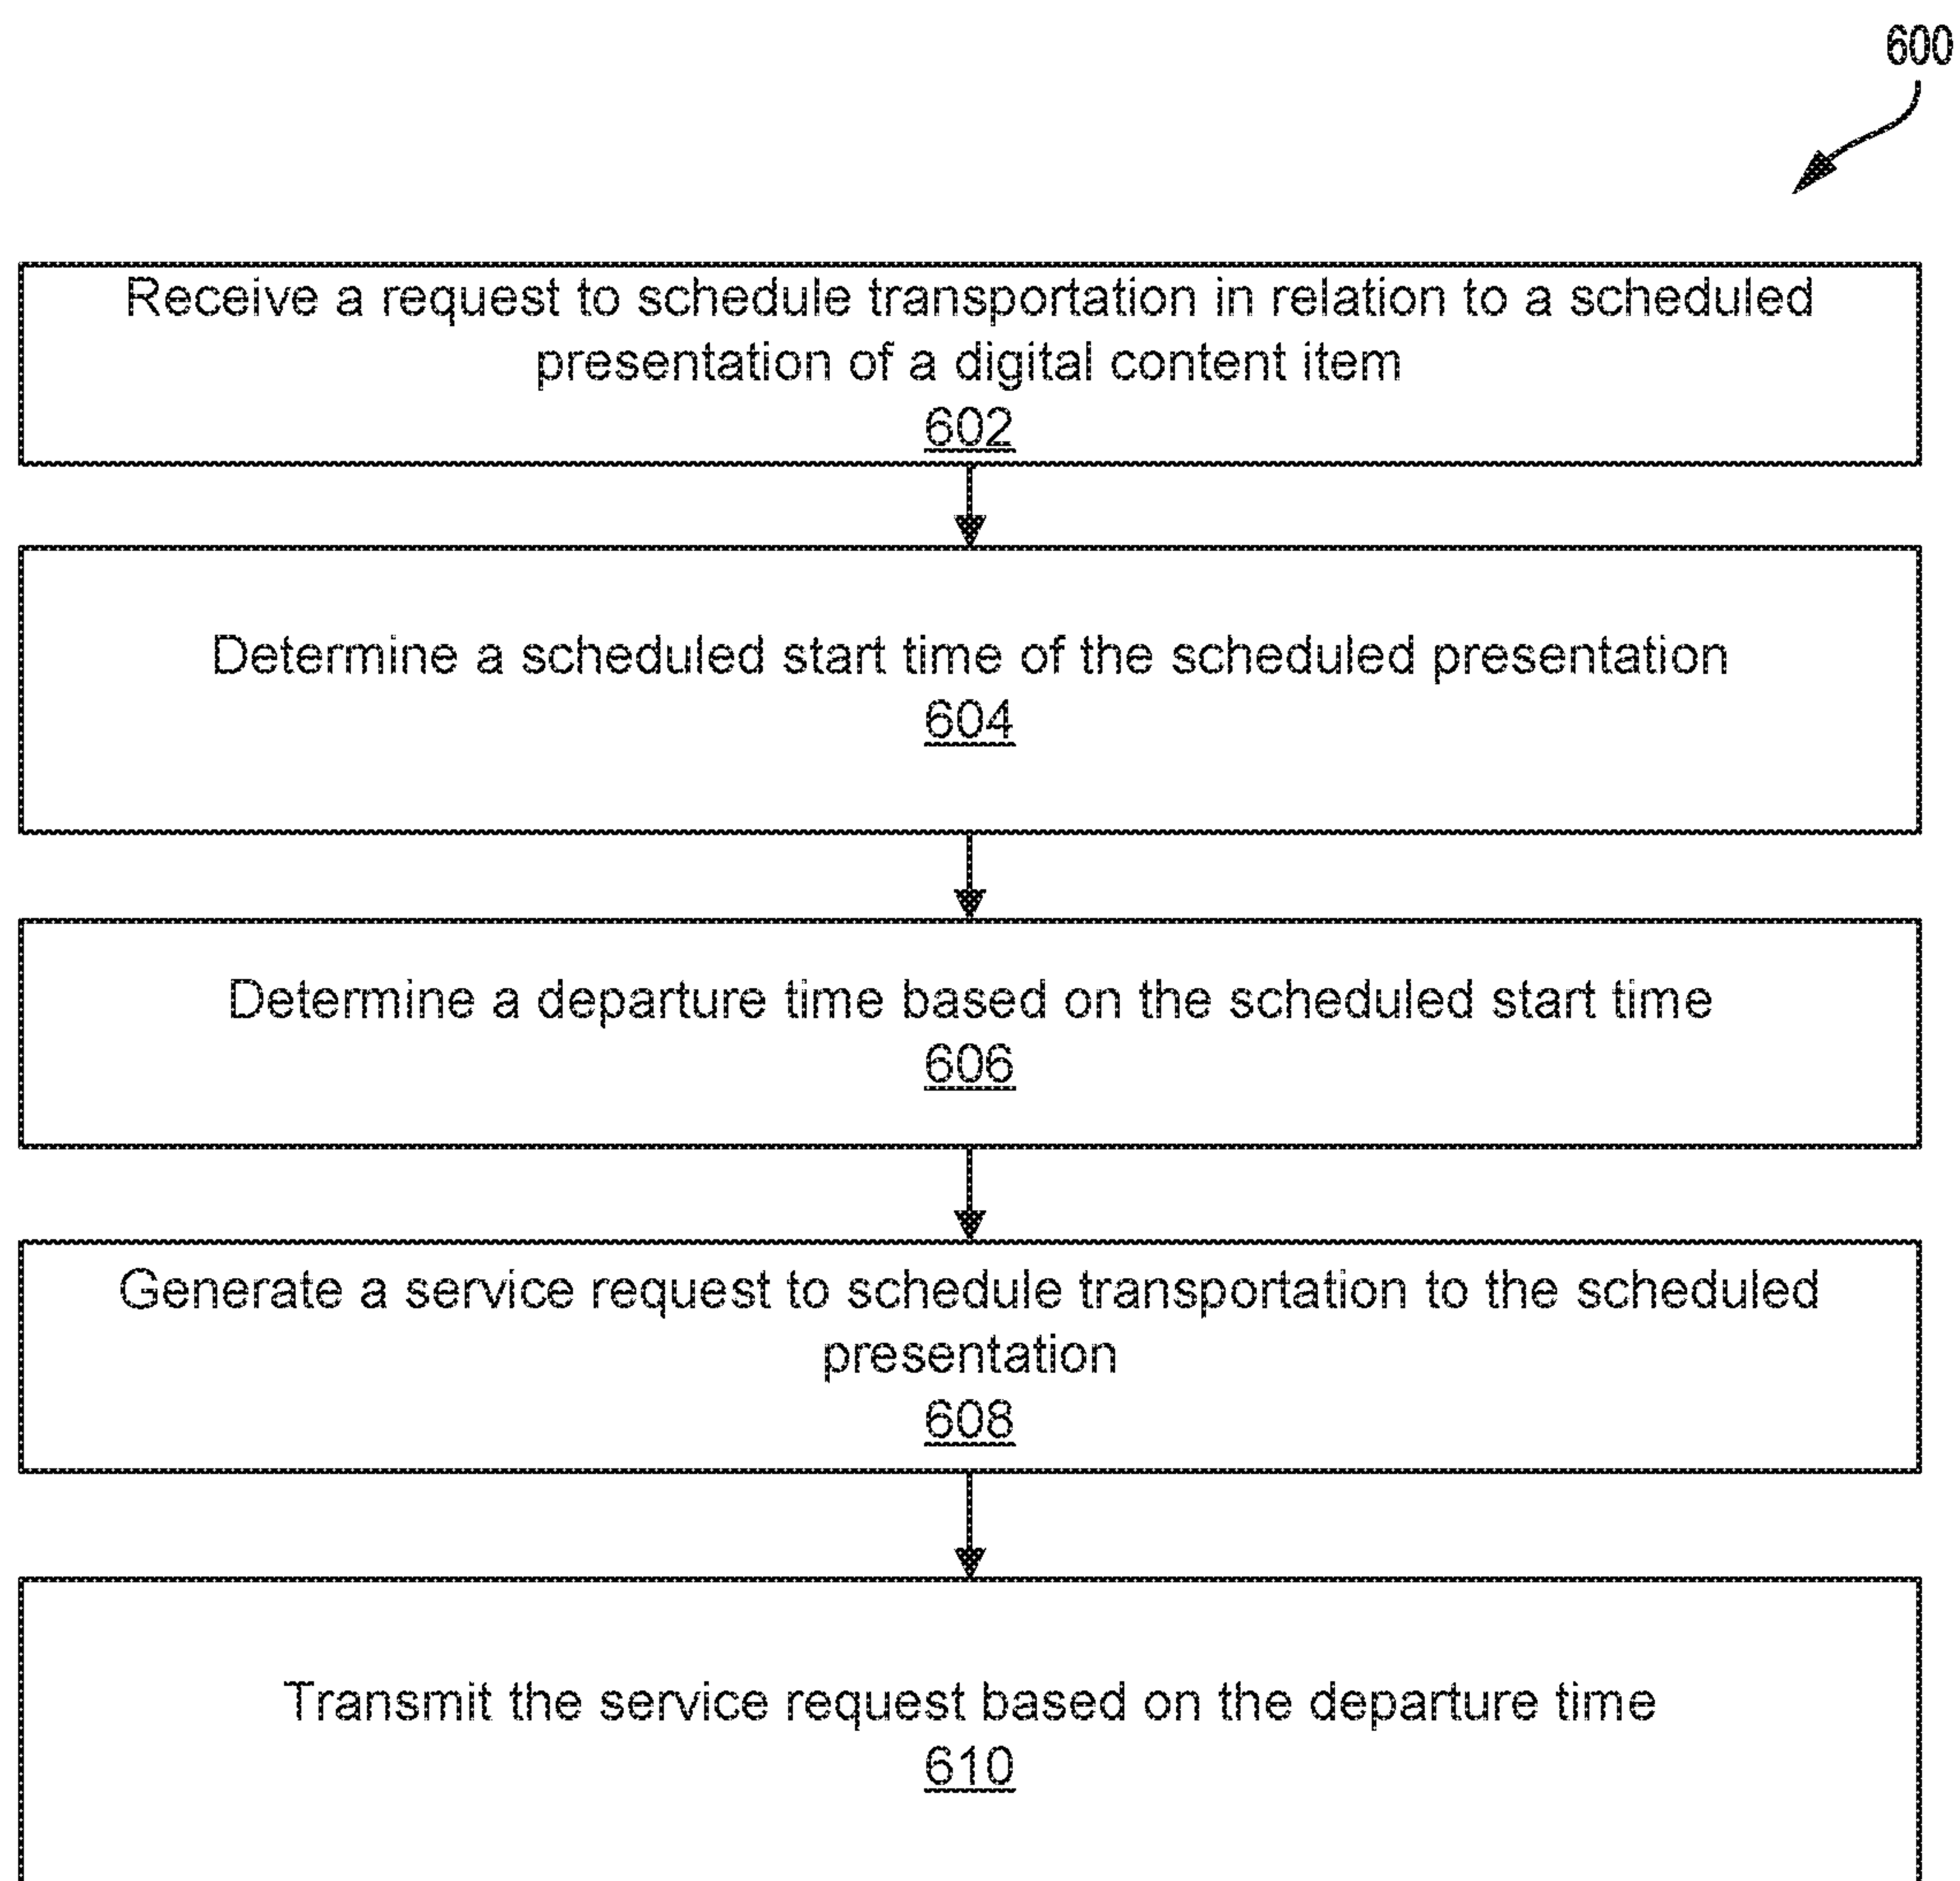 600
Receive a request to schedule transportation in relation to a scheduled
presentation of a digital content item
602
Determine a scheduled start time of the scheduled presentation
604
Determine a departure time based on the scheduled start time
606
Generate a service request to schedule transportation to the scheduled
presentation
608
Transmit the service request based on the departure time
610